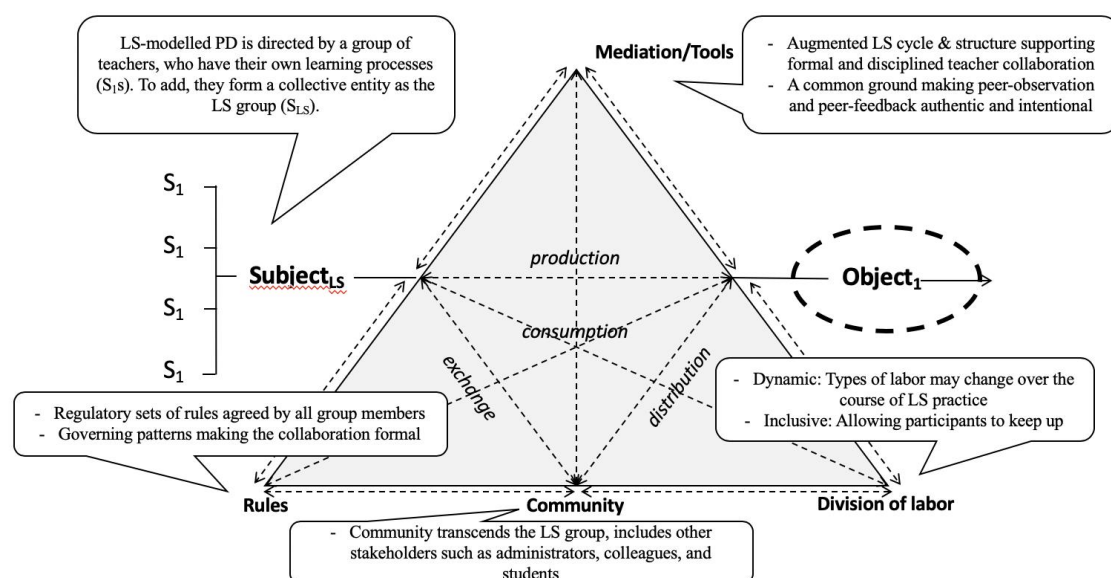 LS-modelled PD is directed by a group of
teachers, who have their own learning processes
(S₁s). To add, they form a collective entity as the
LS group (S_LS).
Mediation/Tools
- Augmented LS cycle & structure supporting
formal and disciplined teacher collaboration
- A common ground making peer-observation
and peer-feedback authentic and intentional
S₁
S₁
Subject_LS
S₁
S₁
production
consumption
exchange
distribution
Object₁
- Regulatory sets of rules agreed by all group members
- Governing patterns making the collaboration formal
- Dynamic: Types of labor may change over the
course of LS practice
- Inclusive: Allowing participants to keep up
Rules
Community
Division of labor
- Community transcends the LS group, includes other
stakeholders such as administrators, colleagues, and
students